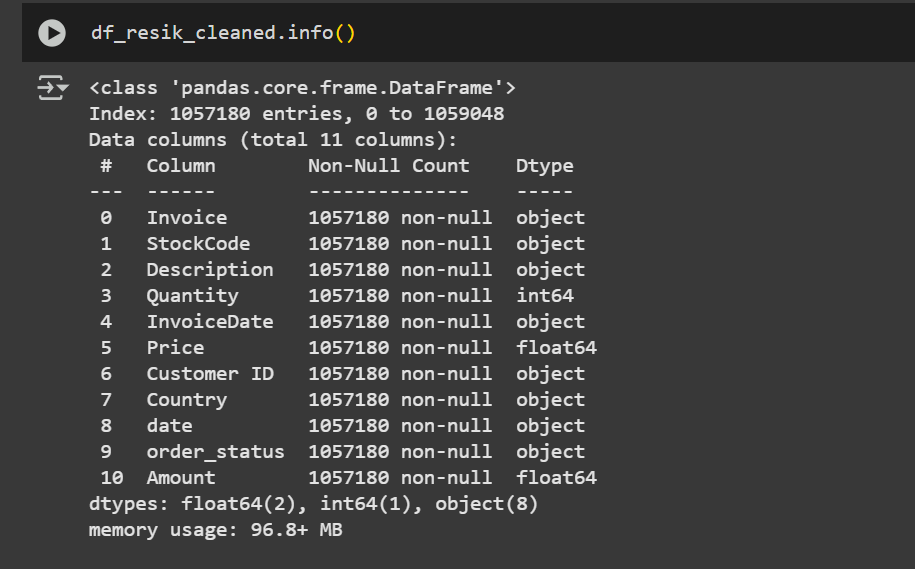 df_resik_cleaned.info()
<class 'pandas.core.frame.DataFrame'>
Index: 1057180 entries, 0 to 1059048
Data columns (total 11 columns):
 #   Column        Non-Null Count    Dtype
---  ------        --------------    -----
 0   Invoice       1057180 non-null  object
 1   StockCode     1057180 non-null  object
 2   Description   1057180 non-null  object
 3   Quantity      1057180 non-null  int64
 4   InvoiceDate   1057180 non-null  object
 5   Price         1057180 non-null  float64
 6   Customer ID   1057180 non-null  object
 7   Country       1057180 non-null  object
 8   date          1057180 non-null  object
 9   order_status  1057180 non-null  object
 10  Amount        1057180 non-null  float64
dtypes: float64(2), int64(1), object(8)
memory usage: 96.8+ MB